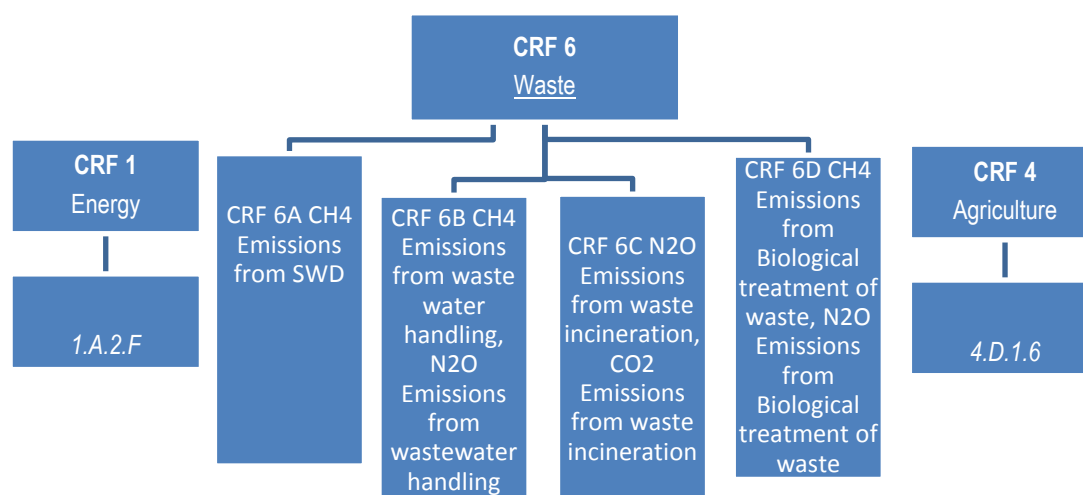 CRF 6
Waste
CRF 1
Energy
1.A.2.F
CRF 6A CH4
Emissions
from SWD
CRF 6B CH4
Emissions
from waste
water
handling,
N2O
Emissions
from
wastewater
handling
CRF 6C N2O
Emissions
from waste
incineration,
CO2
Emissions
from waste
incineration
CRF 6D CH4
Emissions
from
Biological
treatment of
waste, N2O
Emissions
from
Biological
treatment of
waste
CRF 4
Agriculture
4.D.1.6